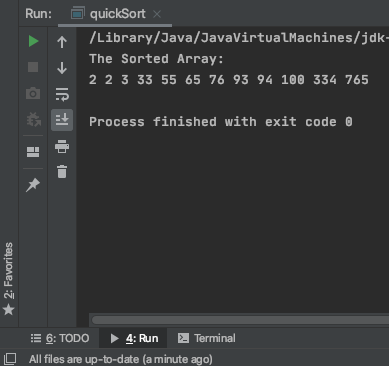 Run: quickSort
/Library/Java/JavaVirtualMachines/jdk-
The Sorted Array:
2 2 3 33 55 65 76 93 94 100 334 765
Process finished with exit code 0
2: Favorites
6: TODO 4: Run Terminal
All files are up-to-date (a minute ago)